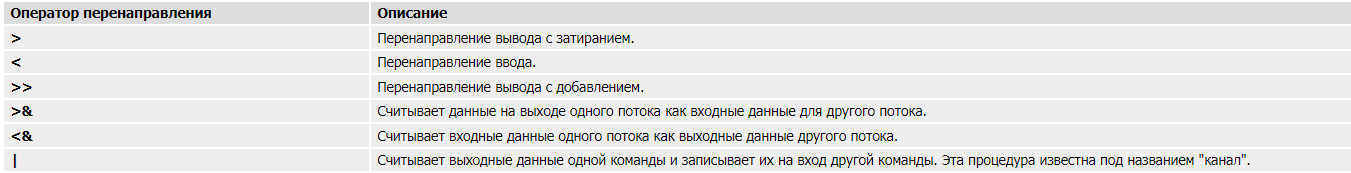 Оператор перенаправления Описание
> Перенаправление вывода с затиранием.
< Перенаправление ввода.
>> Перенаправление вывода с добавлением.
>& Считывает данные на выходе одного потока как входные данные для другого потока.
<& Считывает входные данные одного потока как выходные данные другого потока.
| Считывает выходные данные одной команды и записывает их на вход другой команды. Эта процедура известна под названием "канал".